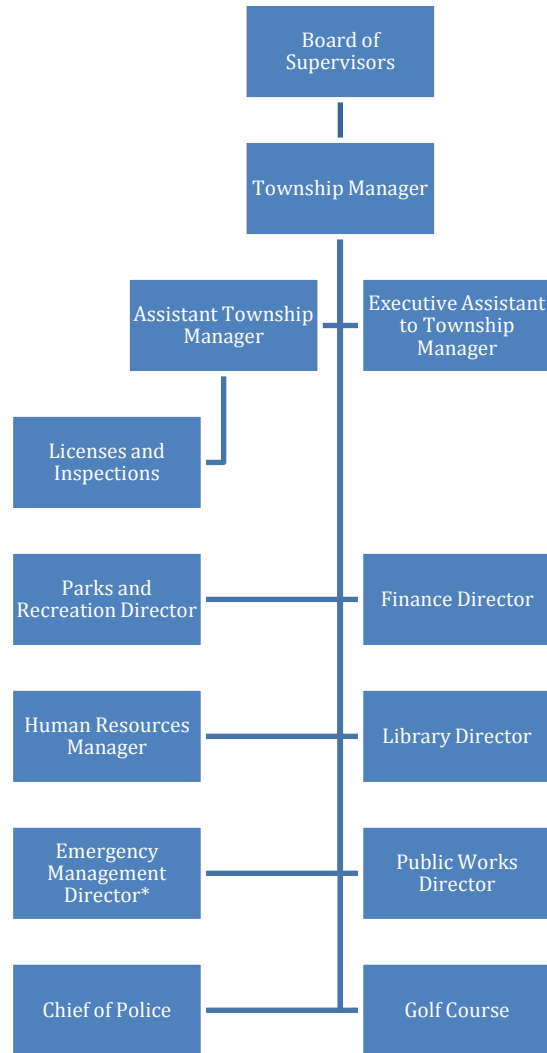 Board of
Supervisors
Township Manager
Assistant Township
Manager
Executive Assistant
to Township
Manager
Licenses and
Inspections
Parks and
Recreation Director
Finance Director
Human Resources
Manager
Library Director
Emergency
Management
Director*
Public Works
Director
Chief of Police
Golf Course